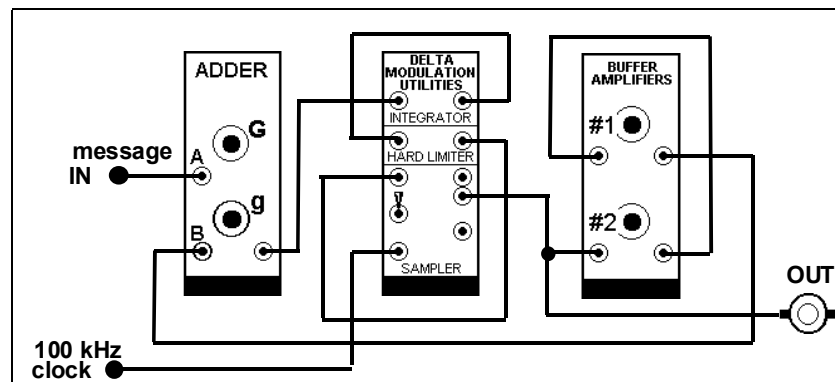 ADDER
G
message
IN
A
g
B
100 kHz
clock
DELTA
MODULATION
UTILITIES
INTEGRATOR
HARD LIMITER
SAMPLER
BUFFER
AMPLIFIERS
#1
#2
OUT